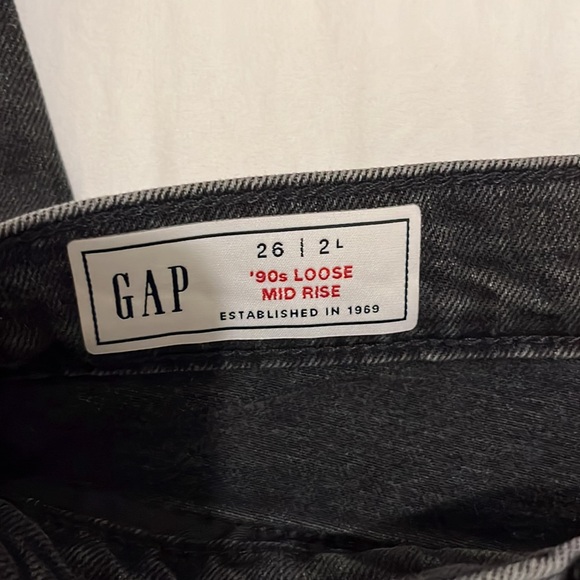 GAP
26 | 2L
'90s LOOSE
MID RISE
ESTABLISHED IN 1969